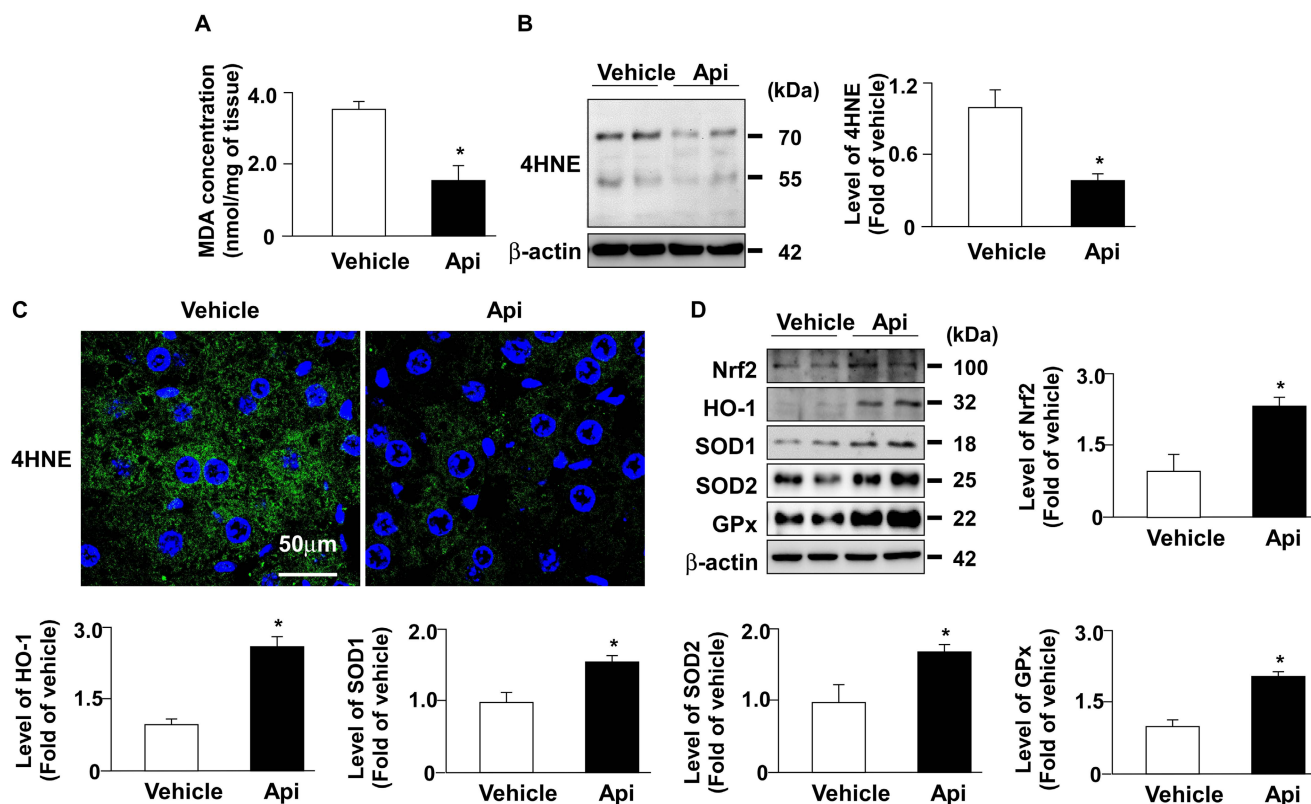 A
MDA concentration
(nmol/mg of tissue)
4.0
2.0
0
*
Vehicle Api
B
Vehicle Api (kDa)
4HNE
70
55
β-actin 42
Level of 4HNE
(Fold of vehicle)
1.2
0.6
0
*
Vehicle Api
C
Vehicle Api
4HNE
50μm
D
Vehicle Api (kDa)
Nrf2 100
HO-1 32
SOD1 18
SOD2 25
GPx 22
β-actin 42
Level of Nrf2
(Fold of vehicle)
3.0
1.5
0
*
Vehicle Api
Level of HO-1
(Fold of vehicle)
3.0
1.5
0
*
Vehicle Api
Level of SOD1
(Fold of vehicle)
2.0
1.0
0
*
Vehicle Api
Level of SOD2
(Fold of vehicle)
2.0
1.0
0
*
Vehicle Api
Level of GPx
(Fold of vehicle)
3.0
1.5
0
*
Vehicle Api